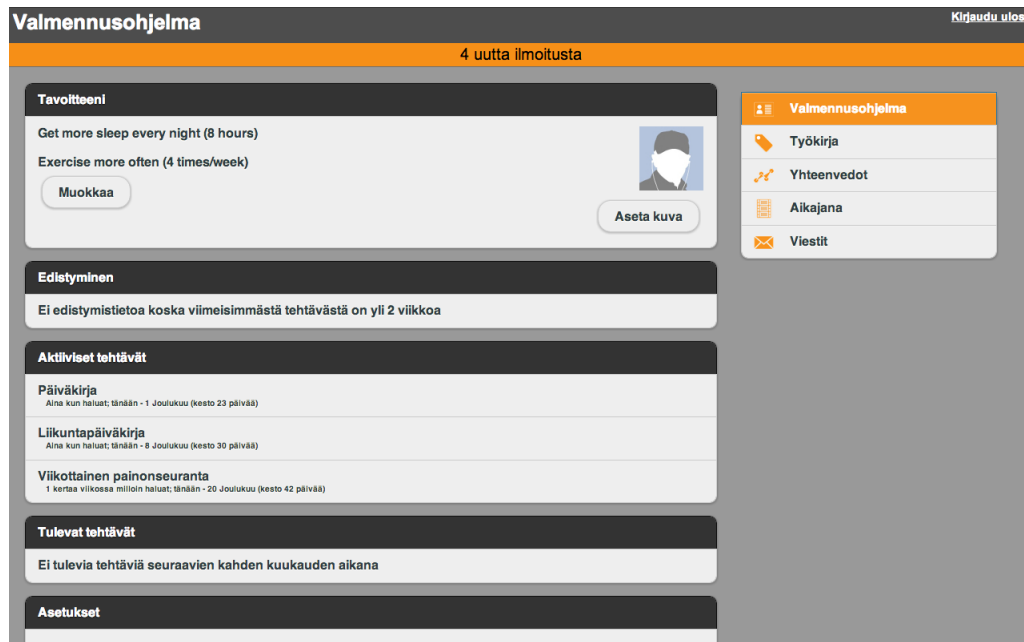 Valmennusohjelma
Kirjaudu ulos
4 uutta ilmoitusta
Tavoitteeni
Get more sleep every night (8 hours)
Exercise more often (4 times/week)
Muokkaa
Aseta kuva
Edistyminen
Ei edistymistietoa koska viimeisimmästä tehtävästä on yli 2 viikkoa
Aktiiviset tehtävät
Päiväkirja
Aina kun haluat; tänään - 1 Joulukuu (kesto 23 päivää)
Liikuntapäiväkirja
Aina kun haluat; tänään - 8 Joulukuu (kesto 30 päivää)
Viikottainen painonseuranta
1 kertaa viikossa milloin haluat; tänään - 20 Joulukuu (kesto 42 päivää)
Tulevat tehtävät
Ei tulevia tehtäviä seuraavien kahden kuukauden aikana
Asetukset
Valmennusohjelma
Työkirja
Yhteenvedot
Aikajana
Viestit